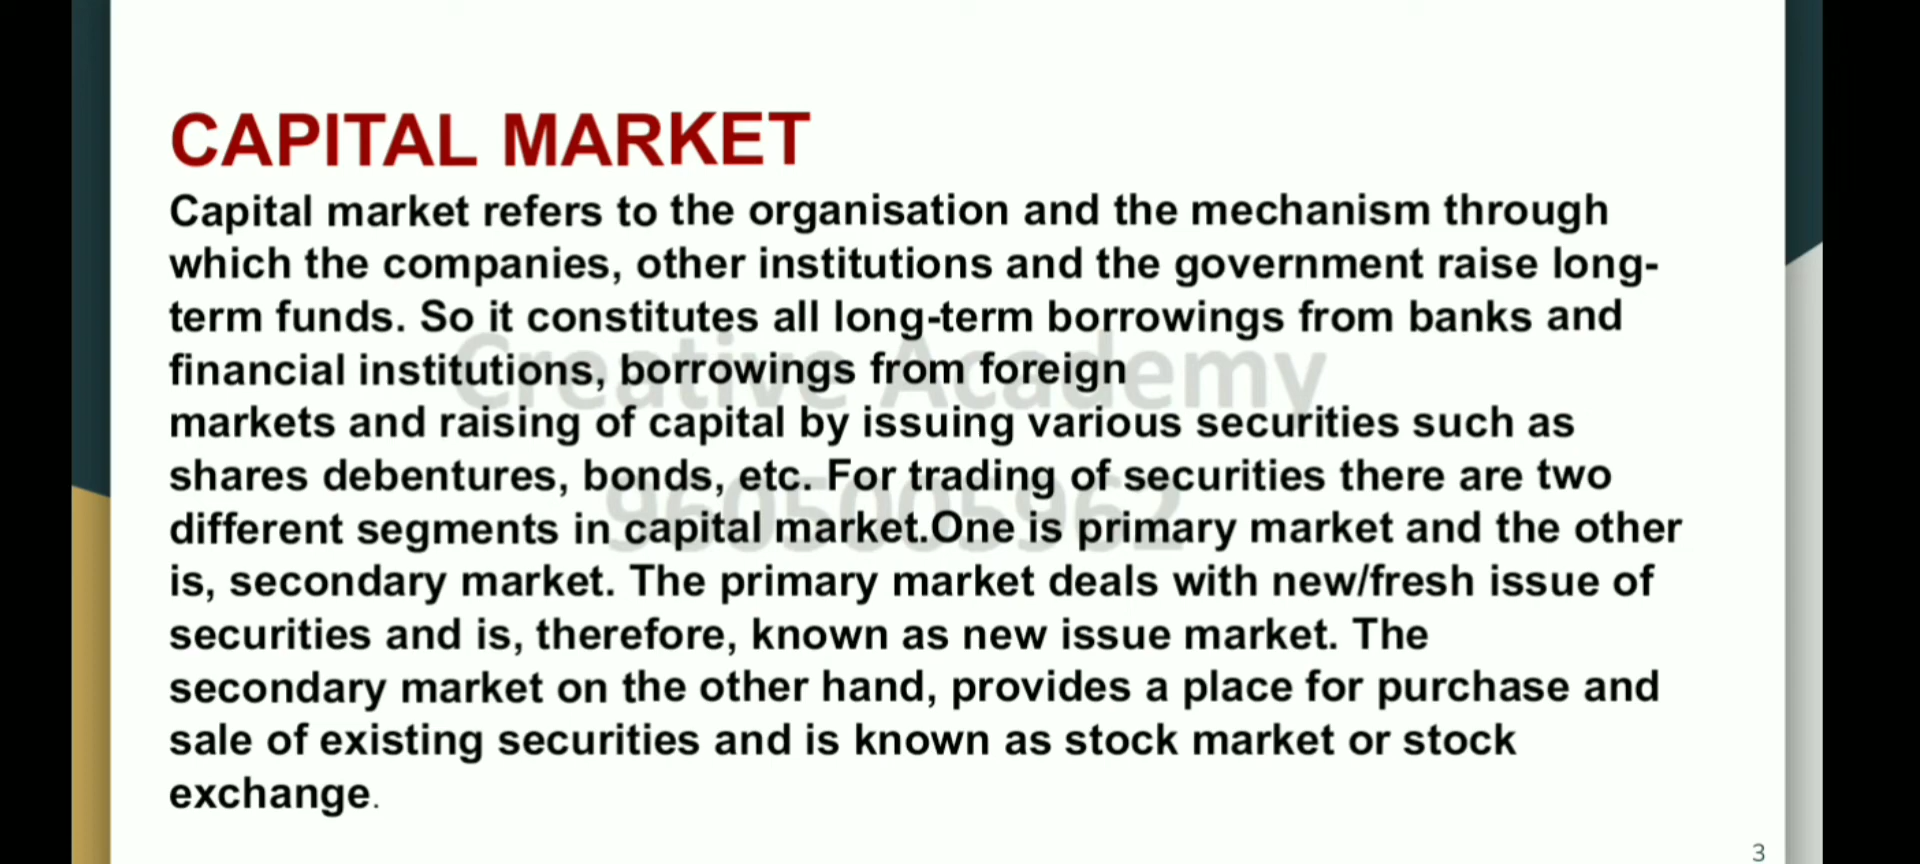 CAPITAL MARKET
Capital market refers to the organisation and the mechanism through
which the companies, other institutions and the government raise long-
term funds. So it constitutes all long-term borrowings from banks and
financial institutions, borrowings from foreign
markets and raising of capital by issuing various securities such as
shares debentures, bonds, etc. For trading of securities there are two
different segments in capital market.One is primary market and the other
is, secondary market. The primary market deals with new/fresh issue of
securities and is, therefore, known as new issue market. The
secondary market on the other hand, provides a place for purchase and
sale of existing securities and is known as stock market or stock
exchange.
Creative Academy
9605005962
3